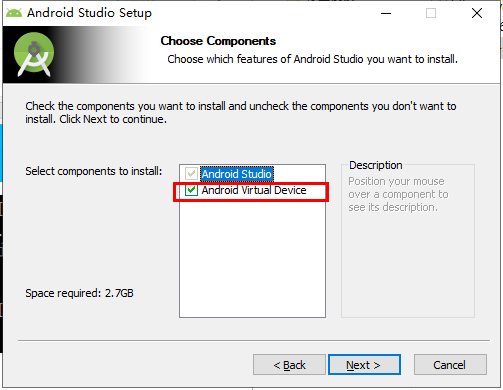 Android Studio Setup
Choose Components
Choose which features of Android Studio you want to install.
Check the components you want to install and uncheck the components you don't want to
install. Click Next to continue.
Select components to install:
Android Studio
Android Virtual Device
Description
Position your mouse
over a component to
see its description.
Space required: 2.7GB
< Back
Next >
Cancel